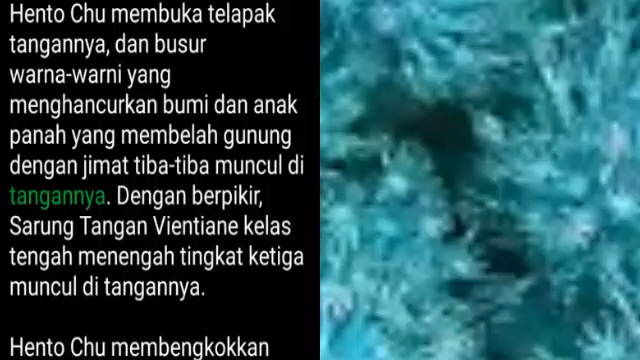 Hento Chu membuka telapak
tangannya, dan busur
warna-warni yang
menghancurkan bumi dan anak
panah yang membelah gunung
dengan jimat tiba-tiba muncul di
tangannya. Dengan berpikir,
Sarung Tangan Vientiane kelas
tengah menengah tingkat ketiga
muncul di tangannya.
Hento Chu membengkokkan